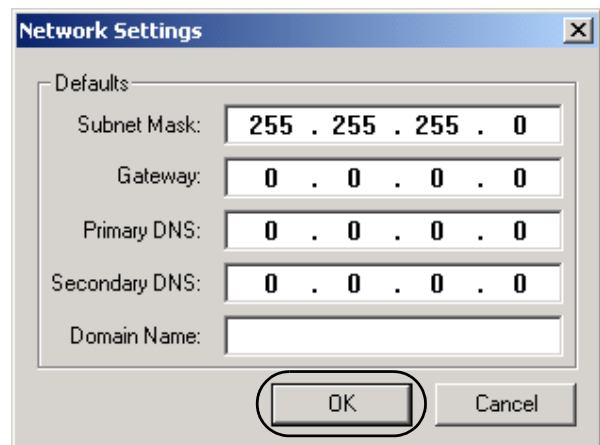 Network Settings
Defaults
Subnet Mask: 255 . 255 . 255 . 0
Gateway: 0 . 0 . 0 . 0
Primary DNS: 0 . 0 . 0 . 0
Secondary DNS: 0 . 0 . 0 . 0
Domain Name:
OK Cancel